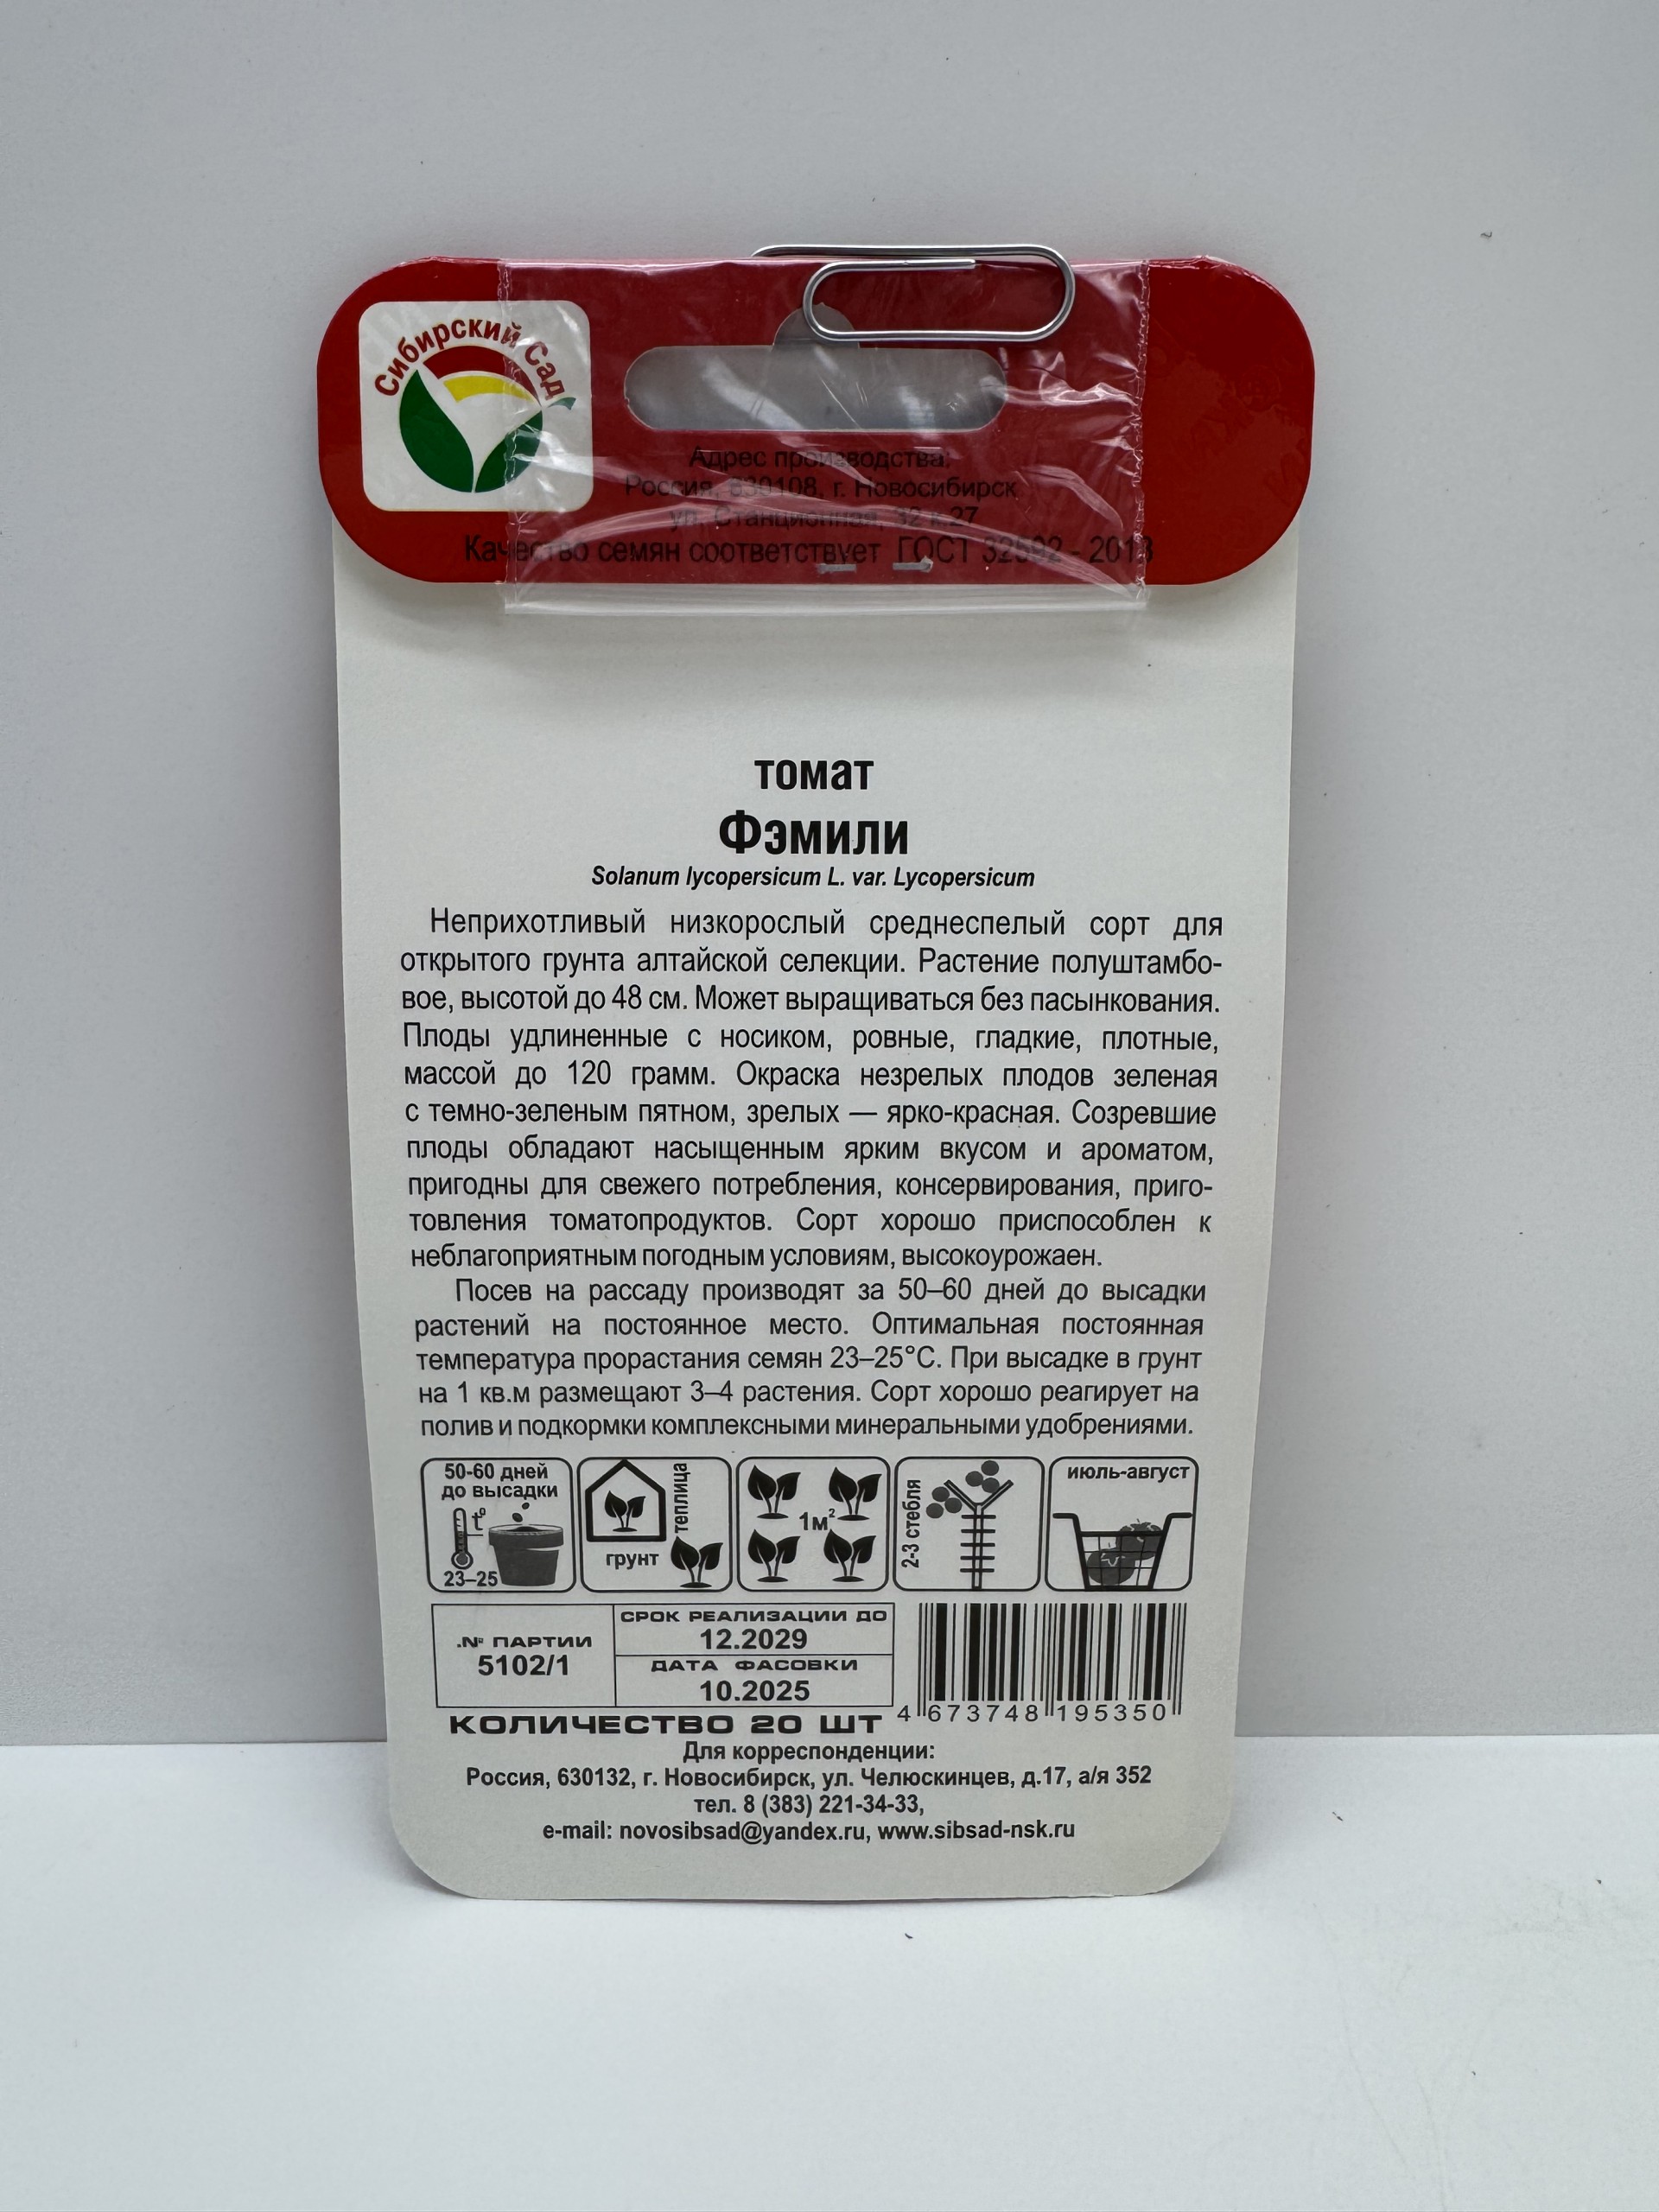 Сибирский Сад
Адрес производства:
Россия, 630108, г. Новосибирск
ул. Станционная, 32 к.27
Качество семян соответствует ГОСТ 32592 - 2013
томат
Фэмили
Solanum lycopersicum L. var. Lycopersicum
Неприхотливый низкорослый среднеспелый сорт для
открытого грунта алтайской селекции. Растение полуштамбо-
вое, высотой до 48 см. Может выращиваться без пасынкования.
Плоды удлиненные с носиком, ровные, гладкие, плотные,
массой до 120 грамм. Окраска незрелых плодов зеленая
с темно-зеленым пятном, зрелых — ярко-красная. Созревшие
плоды обладают насыщенным ярким вкусом и ароматом,
пригодны для свежего потребления, консервирования, приго-
товления томатопродуктов. Сорт хорошо приспособлен к
неблагоприятным погодным условиям, высокоурожаен.
Посев на рассаду производят за 50–60 дней до высадки
растений на постоянное место. Оптимальная постоянная
температура прорастания семян 23–25°С. При высадке в грунт
на 1 кв.м размещают 3–4 растения. Сорт хорошо реагирует на
полив и подкормки комплексными минеральными удобрениями.
50-60 дней
до высадки
t°
23–25
теплица
грунт
1м²
2-3 стебля
июль-август
.№ ПАРТИИ
5102/1
СРОК РЕАЛИЗАЦИИ ДО
12.2029
ДАТА ФАСОВКИ
10.2025
4 673748 195350
КОЛИЧЕСТВО 20 ШТ
Для корреспонденции:
Россия, 630132, г. Новосибирск, ул. Челюскинцев, д.17, а/я 352
тел. 8 (383) 221-34-33,
e-mail: novosibsad@yandex.ru, www.sibsad-nsk.ru